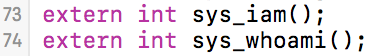 73 extern int sys_iam();
74 extern int sys_whoami();